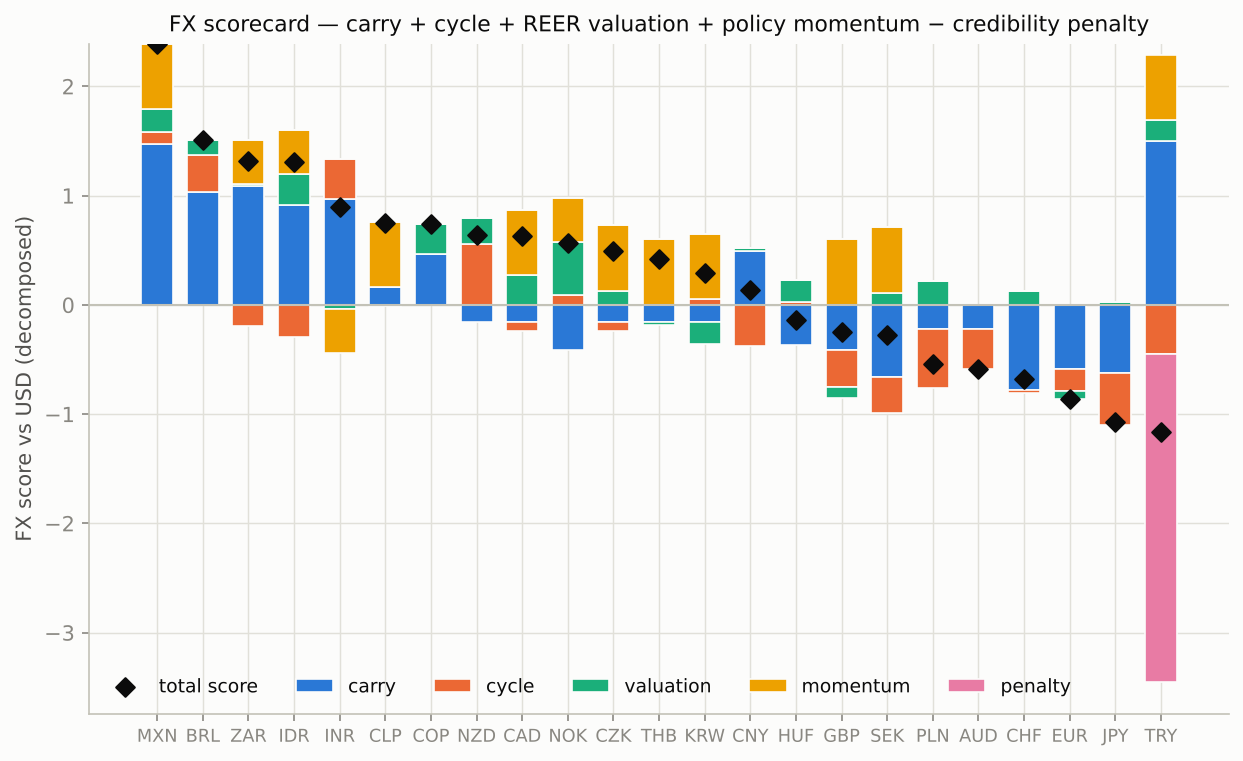 FX scorecard — carry + cycle + REER valuation + policy momentum − credibility penalty
FX score vs USD (decomposed)
2
1
0
−1
−2
−3
total score
carry
cycle
valuation
momentum
penalty
MXN BRL ZAR IDR INR CLP COP NZD CAD NOK CZK THB KRW CNY HUF GBP SEK PLN AUD CHF EUR JPY TRY